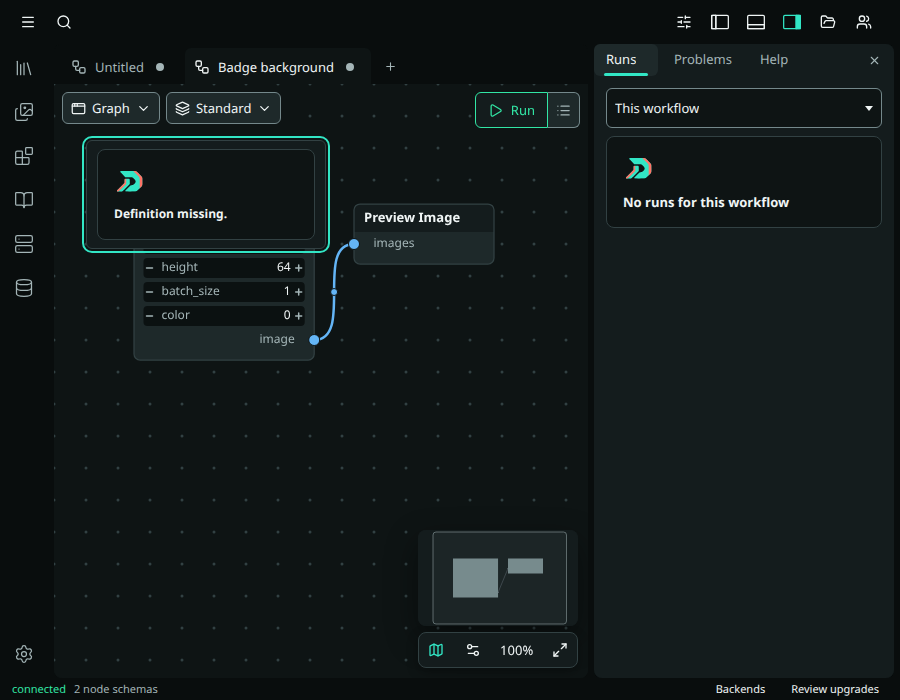 Untitled
Badge background
Runs
Problems
Help
Graph
Standard
Run
This workflow
Definition missing.
No runs for this workflow
Preview Image
images
height 64
batch_size 1
color 0
image
100%
connected 2 node schemas
Backends
Review upgrades